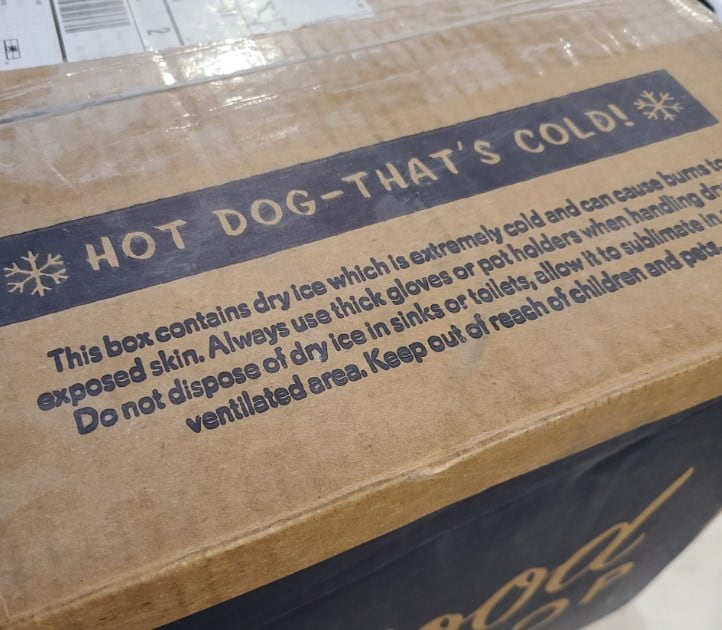 HOT DOG-THAT'S COLD!
This box contains dry ice which is extremely cold and can cause burns to
exposed skin. Always use thick gloves or pot holders when handling
Do not dispose of dry ice in sinks or toilets, allow it to sublimate in
ventilated area. Keep out of reach of children and pets.